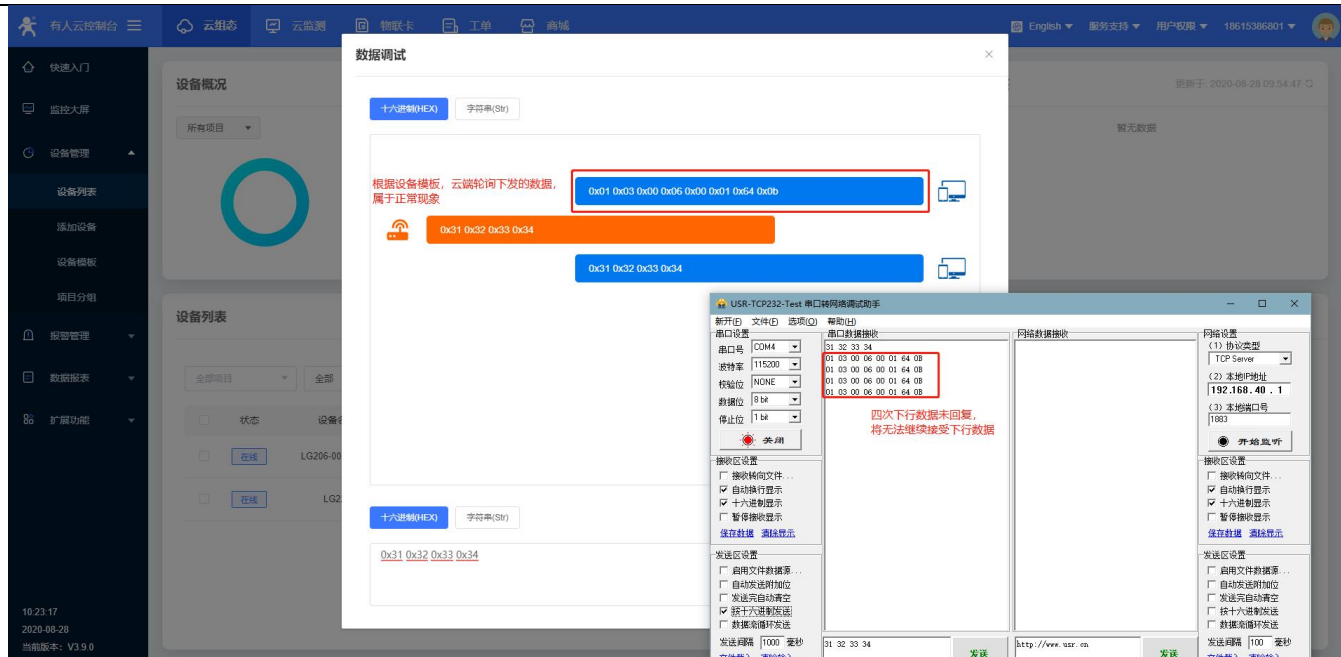 有人云控制台
云组态
云监测
物联卡
工单
商城
English
服务支持
用户权限
18615386801
快速入门
监控大屏
设备管理
设备列表
添加设备
设备模板
项目分组
报警管理
数据报表
扩展功能
10:23:17
2020-08-28
当前版本: V3.9.0
设备概况
更新于: 2020-08-28 09:54:47
所有项目
暂无数据
设备列表
全部项目
全部
状态
在线
LG206-00
在线
数据调试
十六进制(HEX)
字符串(Str)
根据设备模板，云端轮询下发的数据，
属于正常现象
0x01 0x03 0x00 0x06 0x00 0x01 0x64 0x0b
0x31 0x32 0x33 0x34
0x31 0x32 0x33 0x34
十六进制(HEX)
字符串(Str)
0x31 0x32 0x33 0x34
USR-TCP232-Test 串口转网络调试助手
新开(F) 文件(F) 选项(O) 帮助(H)
串口设置
串口号 COM4
波特率 115200
校验位 NONE
数据位 8 bit
停止位 1 bit
关闭
接收区设置
接收转向文件...
自动换行显示
十六进制显示
暂停接收显示
保存数据 清除显示
发送区设置
启用文件数据源...
自动发送附加位
发送完自动清空
按十六进制发送
数据流循环发送
发送间隔 1000 毫秒
串口数据接收
31 32 33 34
01 03 00 06 00 01 64 0B
01 03 00 06 00 01 64 0B
01 03 00 06 00 01 64 0B
01 03 00 06 00 01 64 0B
四次下行数据未回复，
将无法继续接受下行数据
31 32 33 34
发送
网络数据接收
http://www.usr.cn
发送
网络设置
(1) 协议类型
TCP Server
(2) 本地IP地址
192.168.40.1
(3) 本地端口号
1883
开始监听
接收区设置
接收转向文件...
自动换行显示
十六进制显示
暂停接收显示
保存数据 清除显示
发送区设置
启用文件数据源...
自动发送附加位
发送完自动清空
按十六进制发送
数据流循环发送
发送间隔 100 毫秒